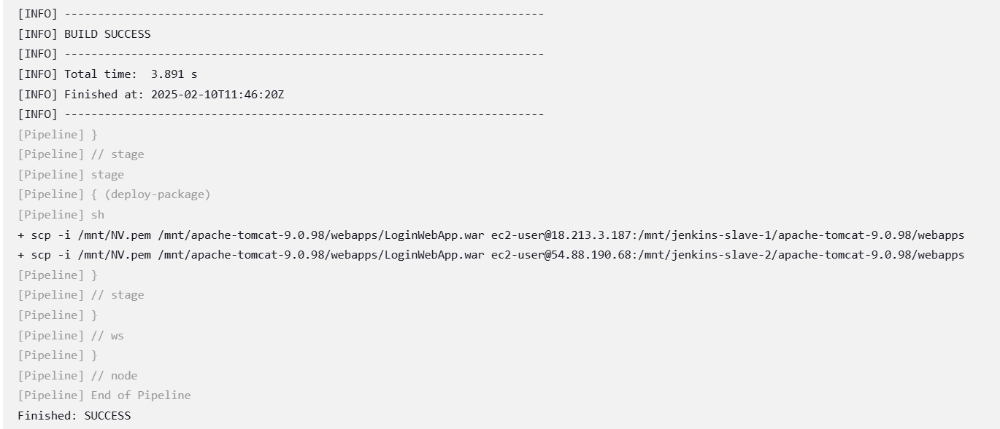 [INFO] ------------------------------------------------------------------------
[INFO] BUILD SUCCESS
[INFO] ------------------------------------------------------------------------
[INFO] Total time:  3.891 s
[INFO] Finished at: 2025-02-10T11:46:20Z
[INFO] ------------------------------------------------------------------------
[Pipeline] }
[Pipeline] // stage
[Pipeline] stage
[Pipeline] { (deploy-package)
[Pipeline] sh
+ scp -i /mnt/NV.pem /mnt/apache-tomcat-9.0.98/webapps/LoginWebApp.war ec2-user@18.213.3.187:/mnt/jenkins-slave-1/apache-tomcat-9.0.98/webapps
+ scp -i /mnt/NV.pem /mnt/apache-tomcat-9.0.98/webapps/LoginWebApp.war ec2-user@54.88.190.68:/mnt/jenkins-slave-2/apache-tomcat-9.0.98/webapps
[Pipeline] }
[Pipeline] // stage
[Pipeline] }
[Pipeline] // ws
[Pipeline] }
[Pipeline] // node
[Pipeline] End of Pipeline
Finished: SUCCESS